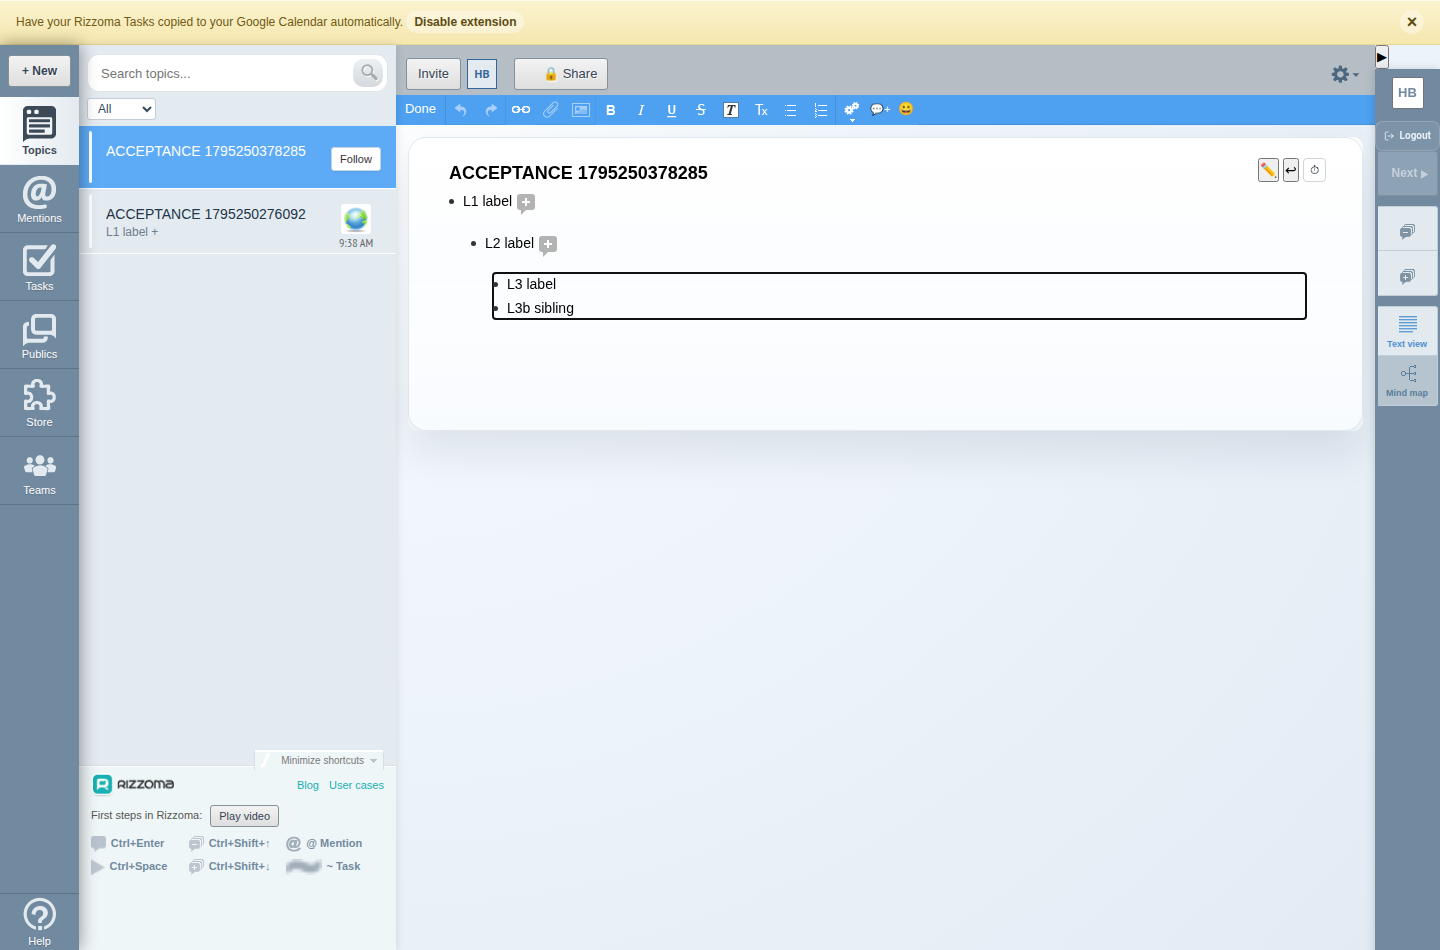 Have your Rizzoma Tasks copied to your Google Calendar automatically. Disable extension ×
+ New
Topics
Mentions
Tasks
Publics
Store
Teams
Help
Search topics...
All
ACCEPTANCE 1795250378285
Follow
ACCEPTANCE 1795250276092
L1 label +
9:38 AM
Minimize shortcuts
RIZZOMA
Blog User cases
First steps in Rizzoma: Play video
Ctrl+Enter Ctrl+Shift+↑ @ @ Mention
Ctrl+Space Ctrl+Shift+↓ ~ Task
Invite HB 🔒 Share
Done B I U S T Tx 💬+ 😀
ACCEPTANCE 1795250378285
• L1 label +
• L2 label +
• L3 label
• L3b sibling
HB
Logout
Next ▶
Text view
Mind map